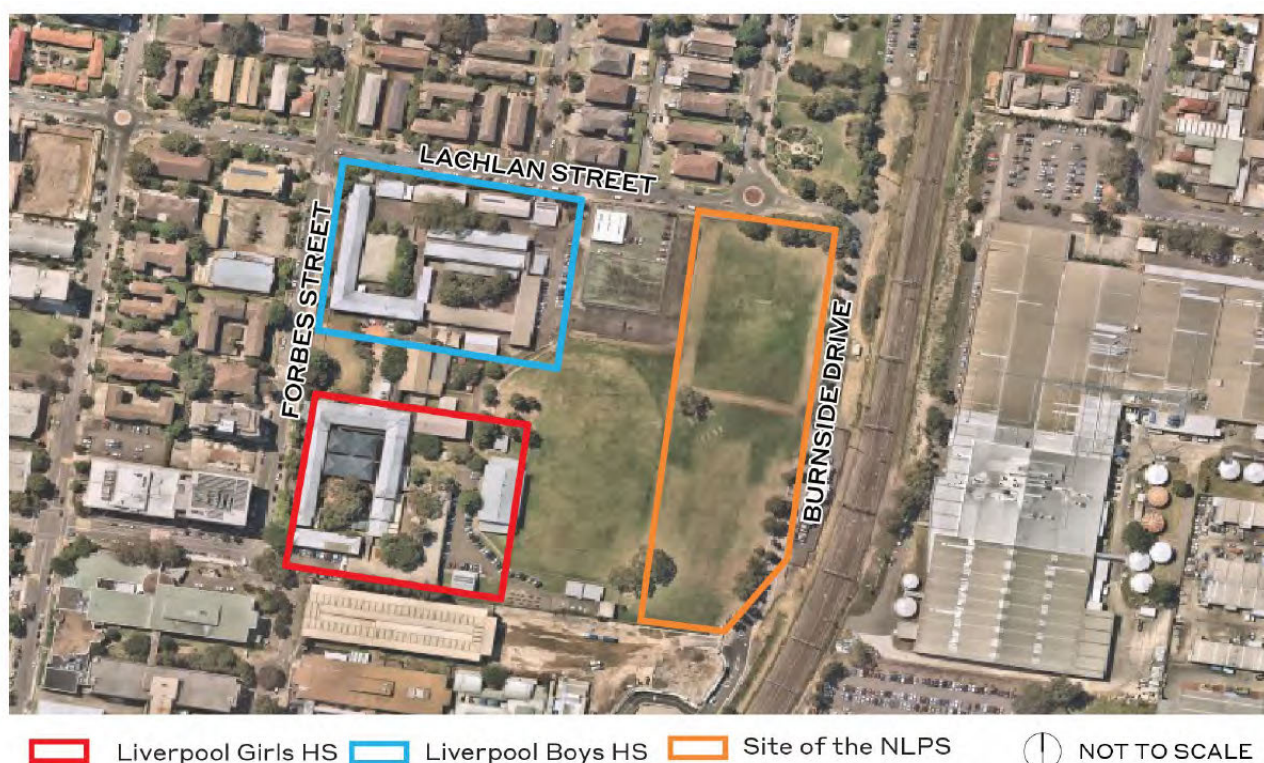 LACHLAN STREET
FORBES STREET
BURNSIDE DRIVE
Liverpool Girls HS
Liverpool Boys HS
Site of the NLPS
NOT TO SCALE